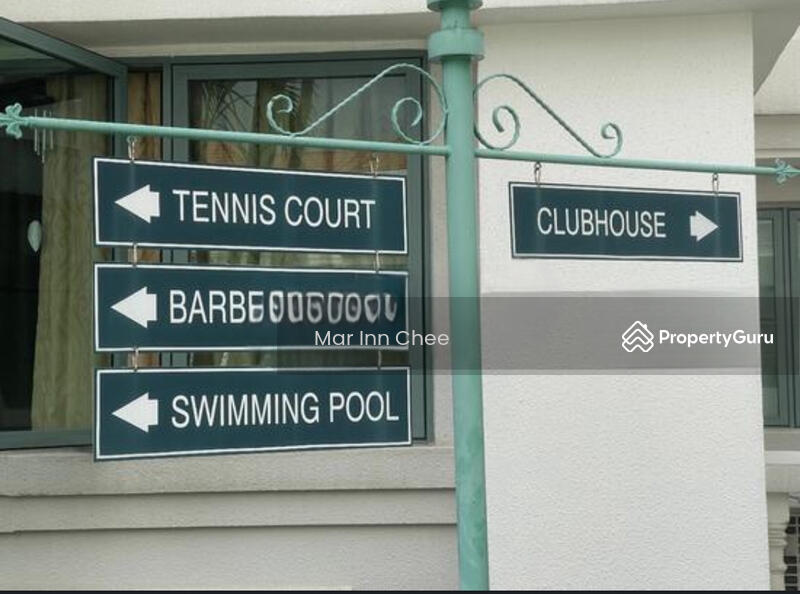 TENNIS COURT
CLUBHOUSE
SWIMMING POOL
Mar Inn Chee
PropertyGuru